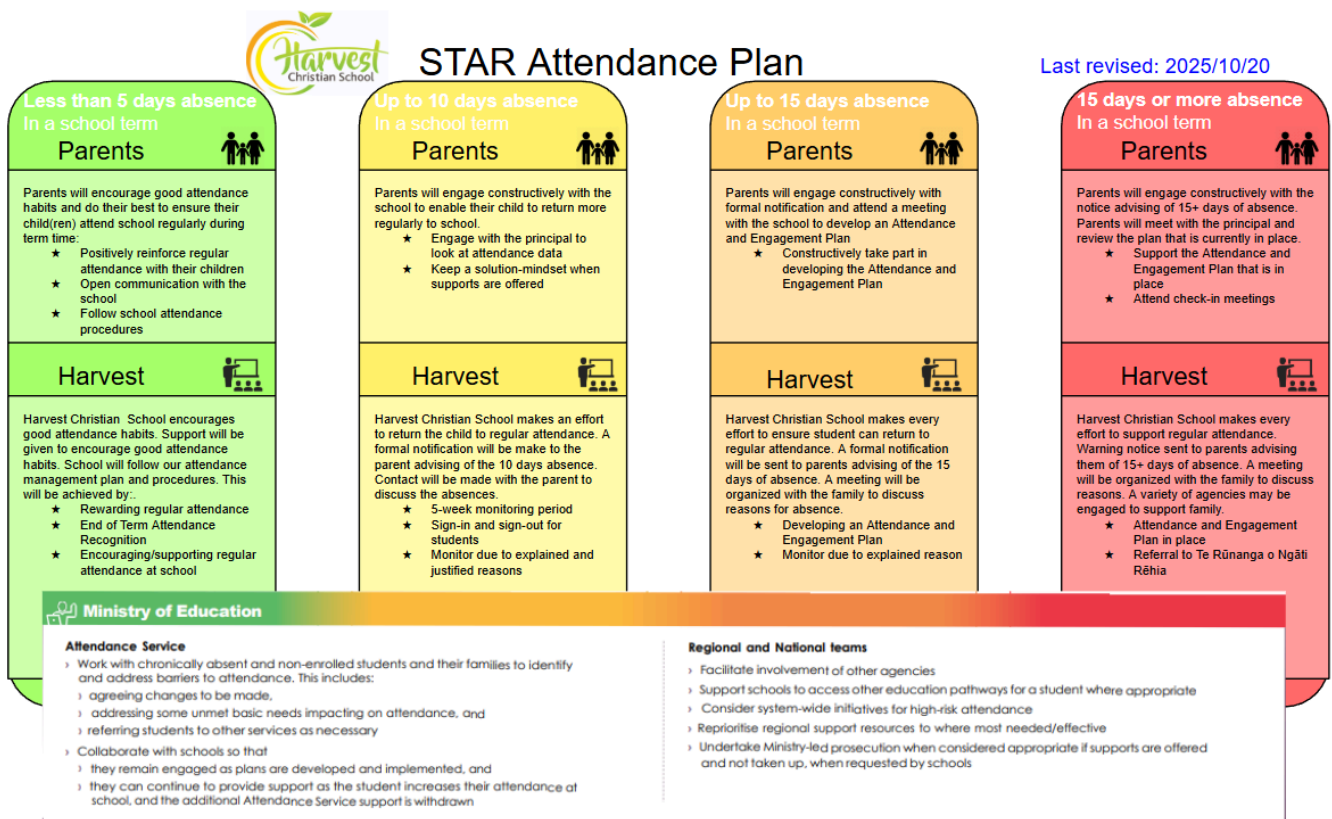 Harvest
Christian School
STAR Attendance Plan
Last revised: 2025/10/20
Less than 5 days absence
In a school term
Parents
Parents will encourage good attendance
habits and do their best to ensure their
child(ren) attend school regularly during
term time:
★ Positively reinforce regular
attendance with their children
★ Open communication with the
school
★ Follow school attendance
procedures
Harvest
Harvest Christian School encourages
good attendance habits. Support will be
given to encourage good attendance
habits. School will follow our attendance
management plan and procedures. This
will be achieved by:.
★ Rewarding regular attendance
★ End of Term Attendance
Recognition
★ Encouraging/supporting regular
attendance at school
Up to 10 days absence
In a school term
Parents
Parents will engage constructively with the
school to enable their child to return more
regularly to school.
★ Engage with the principal to
look at attendance data
★ Keep a solution-mindset when
supports are offered
Harvest
Harvest Christian School makes an effort
to return the child to regular attendance. A
formal notification will be make to the
parent advising of the 10 days absence.
Contact will be made with the parent to
discuss the absences.
★ 5-week monitoring period
★ Sign-in and sign-out for
students
★ Monitor due to explained and
justified reasons
Up to 15 days absence
In a school term
Parents
Parents will engage constructively with
formal notification and attend a meeting
with the school to develop an Attendance
and Engagement Plan
★ Constructively take part in
developing the Attendance and
Engagement Plan
Harvest
Harvest Christian School makes every
effort to ensure student can return to
regular attendance. A formal notification
will be sent to parents advising of the 15
days of absence. A meeting will be
organized with the family to discuss
reasons for absence.
★ Developing an Attendance and
Engagement Plan
★ Monitor due to explained reason
15 days or more absence
In a school term
Parents
Parents will engage constructively with the
notice advising of 15+ days of absence.
Parents will meet with the principal and
review the plan that is currently in place.
★ Support the Attendance and
Engagement Plan that is in
place
★ Attend check-in meetings
Harvest
Harvest Christian School makes every
effort to support regular attendance.
Warning notice sent to parents advising
them of 15+ days of absence. A meeting
will be organized with the family to discuss
reasons. A variety of agencies may be
engaged to support family.
★ Attendance and Engagement
Plan in place
★ Referral to Te Rūnanga o Ngāti
Rēhia
Ministry of Education
Attendance Service
› Work with chronically absent and non-enrolled students and their families to identify
and address barriers to attendance. This includes:
› agreeing changes to be made,
› addressing some unmet basic needs impacting on attendance, and
› referring students to other services as necessary
› Collaborate with schools so that
› they remain engaged as plans are developed and implemented, and
› they can continue to provide support as the student increases their attendance at
school, and the additional Attendance Service support is withdrawn
Regional and National teams
› Facilitate involvement of other agencies
› Support schools to access other education pathways for a student where appropriate
› Consider system-wide initiatives for high-risk attendance
› Reprioritise regional support resources to where most needed/effective
› Undertake Ministry-led prosecution when considered appropriate if supports are offered
and not taken up, when requested by schools